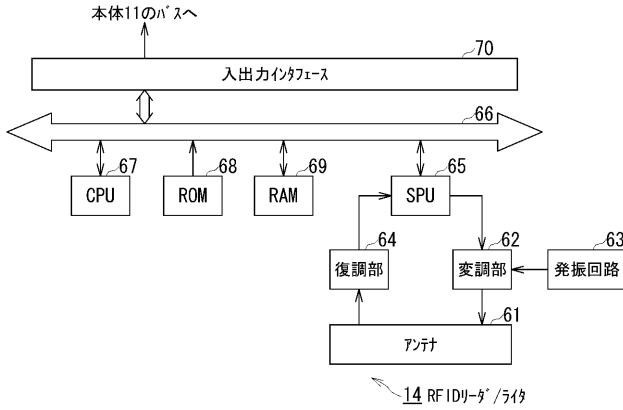 本体11のﾊﾞｽへ
70
入出力ｲﾝﾀﾌｪｰｽ
66
67
68
69
65
CPU
ROM
RAM
SPU
64
62
63
復調部
変調部
発振回路
61
ｱﾝﾃﾅ
14 RFIDﾘｰﾀﾞ/ﾗｲﾀ